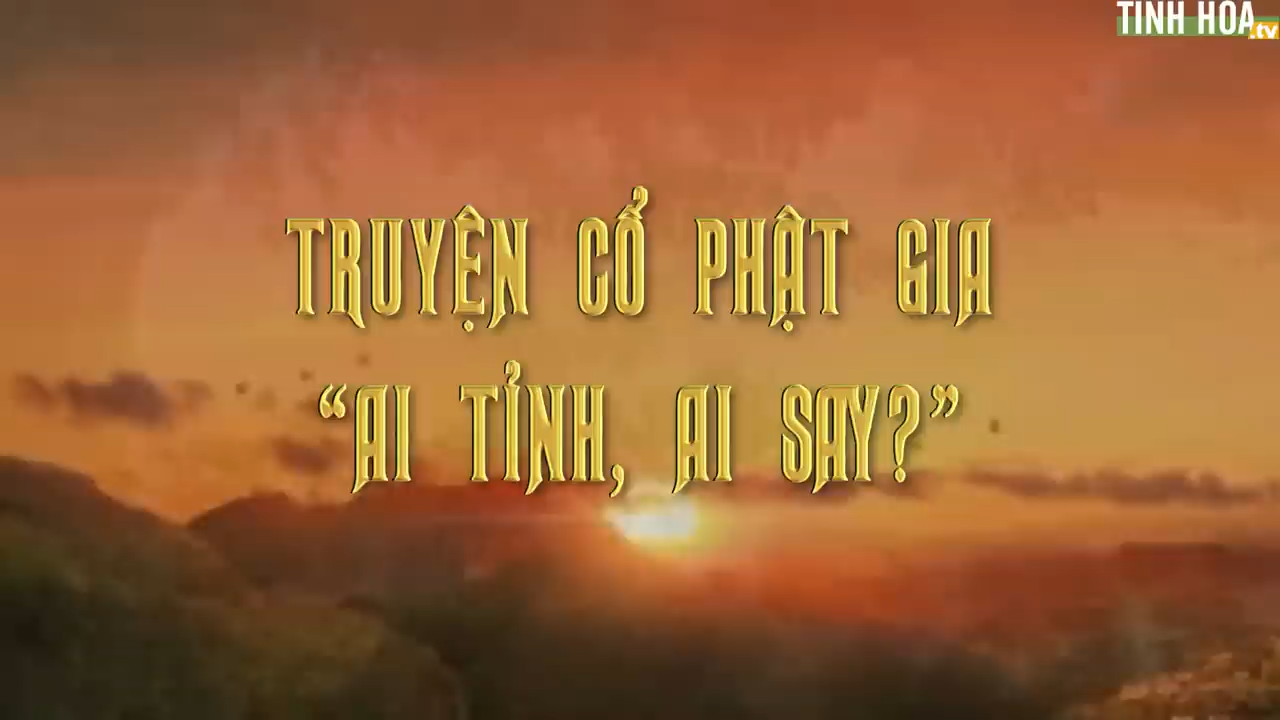 TINH HOA
.tv
TRUYỆN CỔ PHẬT GIA
“AI TỈNH, AI SAY?”